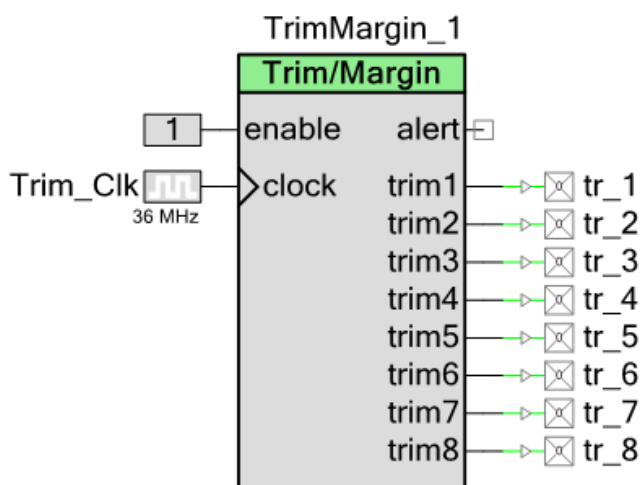 TrimMargin_1
Trim/Margin
1 enable alert
Trim_Clk clock trim1 tr_1
36 MHz
trim2 tr_2
trim3 tr_3
trim4 tr_4
trim5 tr_5
trim6 tr_6
trim7 tr_7
trim8 tr_8